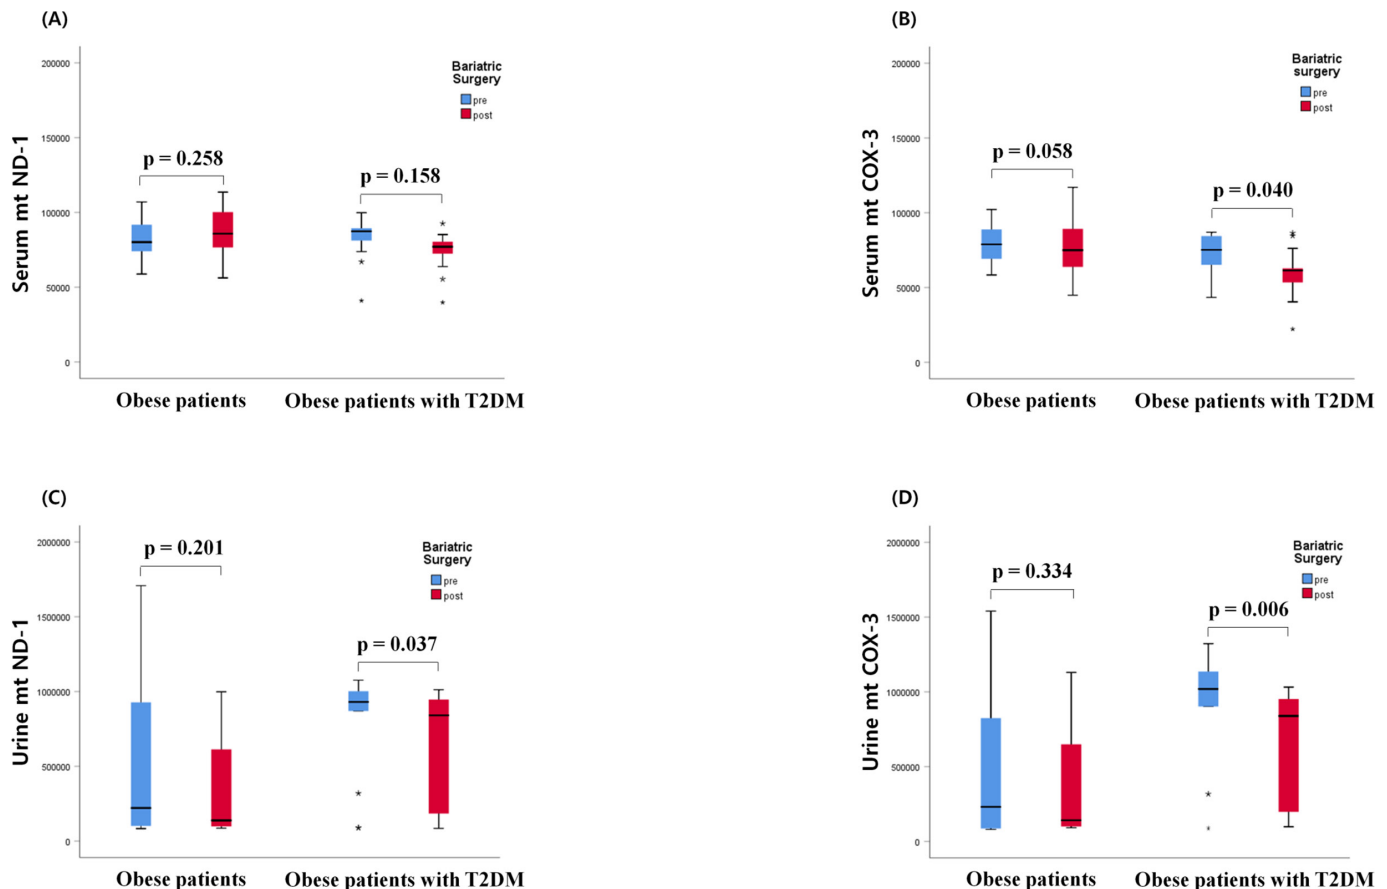 (A)
Serum mt ND-1
200000
150000
100000
50000
0
Bariatric
Surgery
pre
post
p = 0.258
p = 0.158
Obese patients
Obese patients with T2DM
(B)
Serum mt COX-3
200000
150000
100000
50000
0
Bariatric
surgery
pre
post
p = 0.058
p = 0.040
Obese patients
Obese patients with T2DM
(C)
Urine mt ND-1
2000000
1500000
1000000
500000
0
Bariatric
Surgery
pre
post
p = 0.201
p = 0.037
Obese patients
Obese patients with T2DM
(D)
Urine mt COX-3
2000000
1500000
1000000
500000
0
Bariatric
Surgery
pre
post
p = 0.334
p = 0.006
Obese patients
Obese patients with T2DM